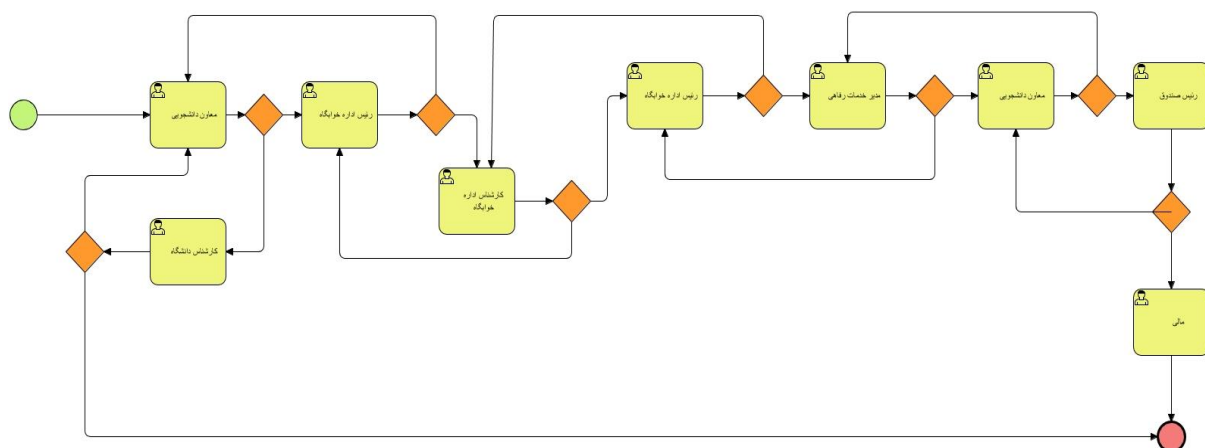 معاون دانشجویی
رئیس اداره خوابگاه
کارشناس اداره
خوابگاه
رئیس اداره خوابگاه
مدیر خدمات رفاهی
معاون دانشجویی
رئیس صندوق
کارشناس دانشگاه
مالی